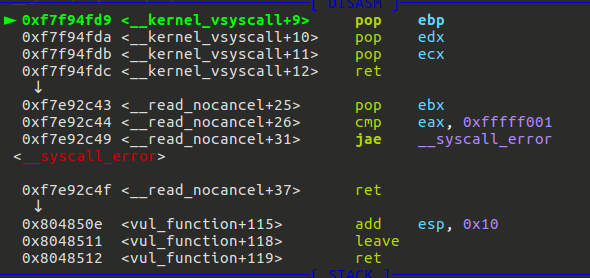 [ DISASM ]
► 0xf7f94fd9 <__kernel_vsyscall+9> pop ebp
0xf7f94fda <__kernel_vsyscall+10> pop edx
0xf7f94fdb <__kernel_vsyscall+11> pop ecx
0xf7f94fdc <__kernel_vsyscall+12> ret
↓
0xf7e92c43 <__read_nocancel+25> pop ebx
0xf7e92c44 <__read_nocancel+26> cmp eax, 0xfffff001
0xf7e92c49 <__read_nocancel+31> jae __syscall_error
<__syscall_error>
0xf7e92c4f <__read_nocancel+37> ret
↓
0x804850e <vul_function+115> add esp, 0x10
0x8048511 <vul_function+118> leave
0x8048512 <vul_function+119> ret
[ STACK ]